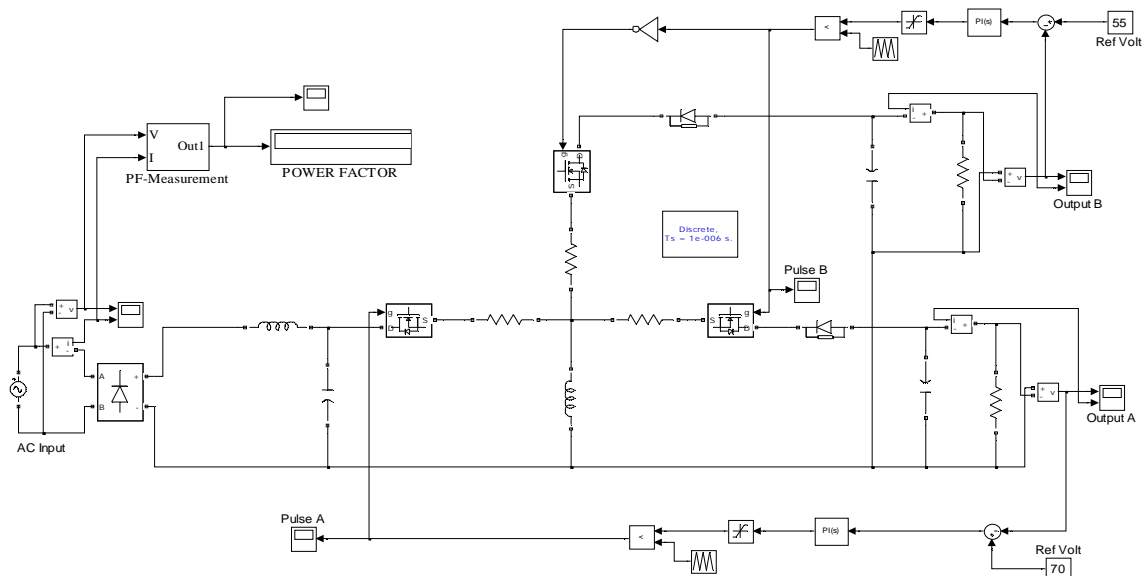 55
Ref Volt
PI(s)
<
V
I
Out1
PF-Measurement
POWER FACTOR
g
D
S
Discrete,
Ts = 1e-006 s.
+
-
i
+
-
+
-
v
Output B
Pulse B
+
-
v
i
+
-
g
D
S
S
g
D
i
+
-
A
B
+
-
+
-
v
Output A
AC Input
Pulse A
<
PI(s)
Ref Volt
70